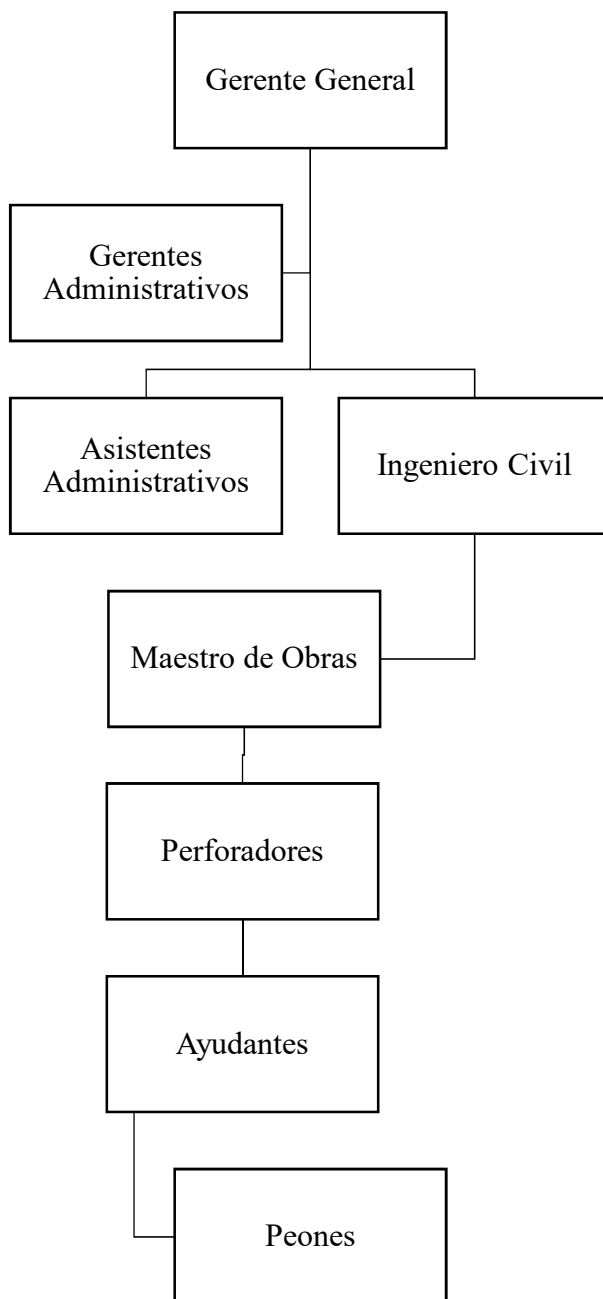 Gerente General
Gerentes
Administrativos
Asistentes
Administrativos
Ingeniero Civil
Maestro de Obras
Perforadores
Ayudantes
Peones